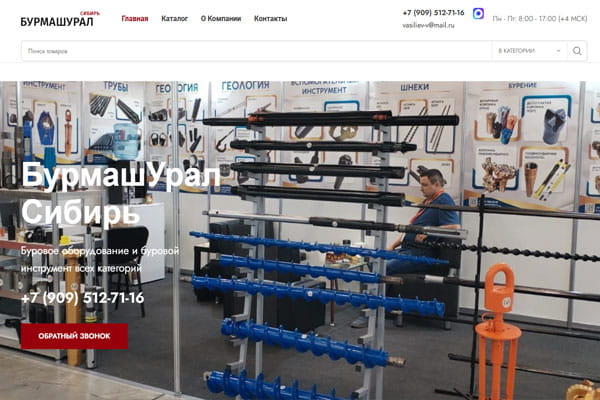 СИБИРЬ
БУРМАШУРАЛ
Главная
Каталог
О Компании
Контакты
+7 (909) 512-71-16
vasiliev-v@mail.ru
Пн - Пт: 8:00 - 17:00 (+4 МСК)
Поиск товаров
В КАТЕГОРИИ
ТРУБЫ
ГЕОЛОГИЯ
ГЕОЛОГИЯ
ВСПОМОГАТЕЛЬНЫЙ
ИНСТРУМЕНТ
ШНЕКИ
БУРЕНИЕ
ИНСТРУМЕНТ
БурмашУрал
Сибирь
Буровое оборудование и буровой
инструмент всех категорий
+7 (909) 512-71-16
ОБРАТНЫЙ ЗВОНОК